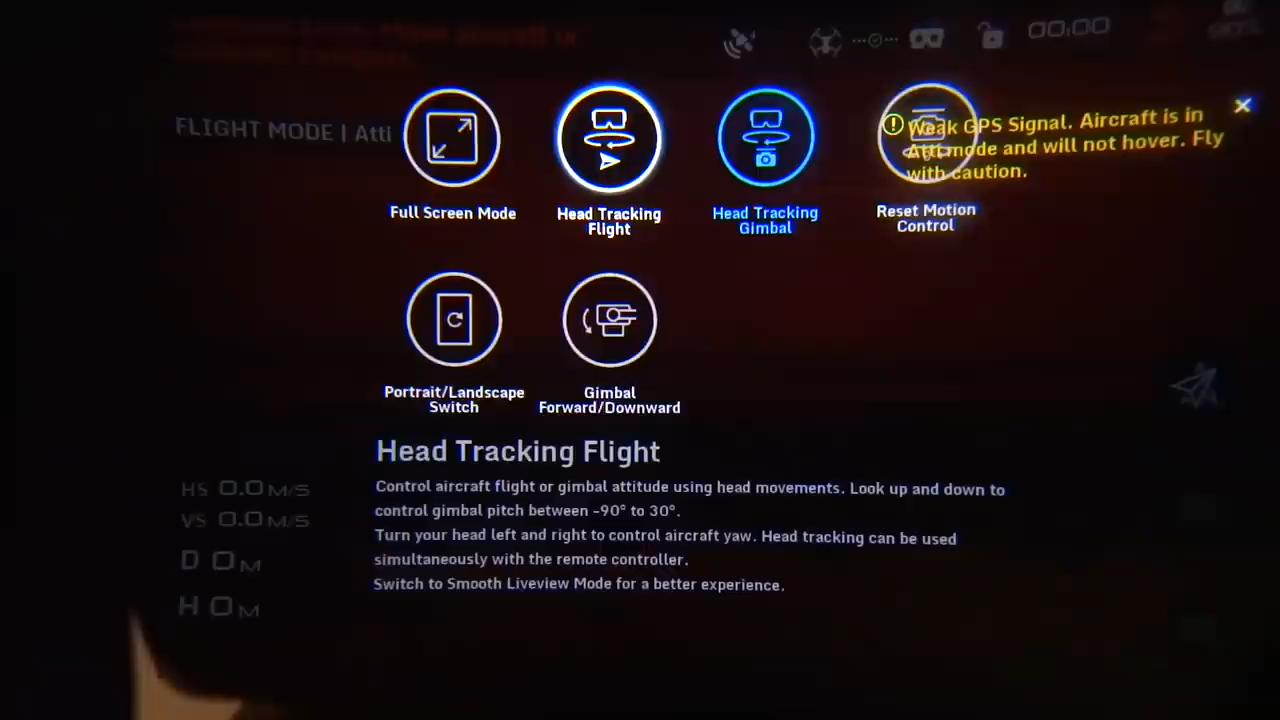 00:00
FLIGHT MODE | Atti
Weak GPS Signal. Aircraft is in
Atti mode and will not hover. Fly
with caution.
Full Screen Mode
Head Tracking
Flight
Head Tracking
Gimbal
Reset Motion
Control
Portrait/Landscape
Switch
Gimbal
Forward/Downward
Head Tracking Flight
Control aircraft flight or gimbal attitude using head movements. Look up and down to
control gimbal pitch between -90° to 30°.
Turn your head left and right to control aircraft yaw. Head tracking can be used
simultaneously with the remote controller.
Switch to Smooth Liveview Mode for a better experience.
HS 0.0 M/S
VS 0.0 M/S
D 0M
H 0M